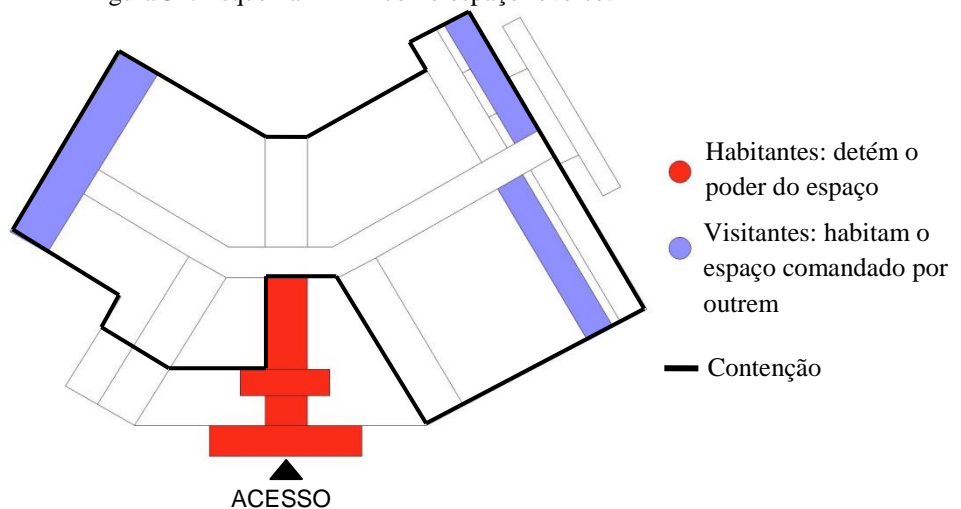 Habitantes: detém o
poder do espaço
Visitantes: habitam o
espaço comandado por
outrem
Contenção
ACESSO